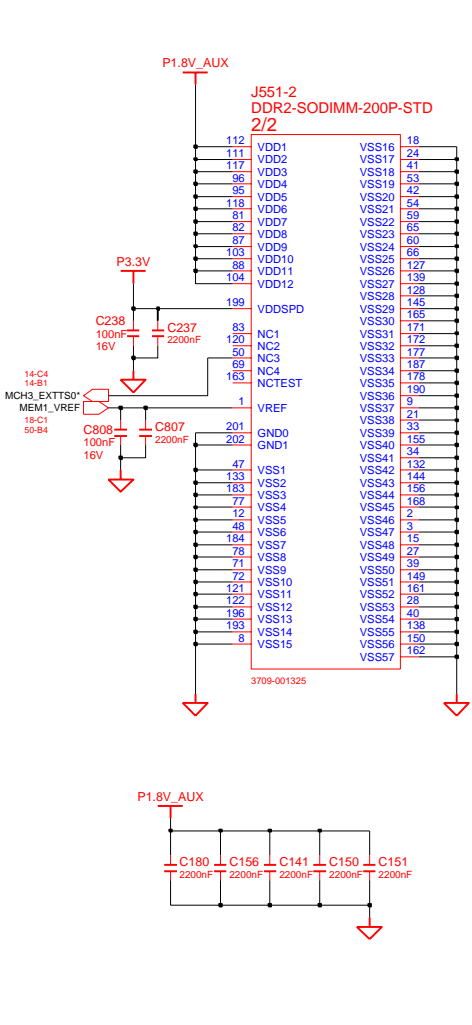 P1.8V_AUX
J551-2
DDR2-SODIMM-200P-STD
2/2
112 VDD1 VSS16 18
111 VDD2 VSS17 24
117 VDD3 VSS18 41
96 VDD4 VSS19 53
95 VDD5 VSS20 42
118 VDD6 VSS21 54
81 VDD7 VSS22 59
82 VDD8 VSS23 65
87 VDD9 VSS24 60
103 VDD10 VSS25 66
88 VDD11 VSS26 127
104 VDD12 VSS27 139
P3.3V
VSS28 128
199 VDDSPD VSS29 145
VSS30 165
C238
100nF
16V
C237
2200nF
83 NC1 VSS31 171
120 NC2 VSS32 172
50 NC3 VSS33 177
69 NC4 VSS34 187
163 NCTEST VSS35 178
14-C4
14-B1
MCH3_EXTTS0*
VSS36 190
MEM1_VREF
1 VREF VSS37 9
18-C1
50-B4
VSS38 21
C808
100nF
16V
C807
2200nF
201 GND0 VSS39 33
202 GND1 VSS40 155
VSS41 34
47 VSS1 VSS42 132
133 VSS2 VSS43 144
183 VSS3 VSS44 156
77 VSS4 VSS45 168
12 VSS5 VSS46 2
48 VSS6 VSS47 3
184 VSS7 VSS48 15
78 VSS8 VSS49 27
71 VSS9 VSS50 39
72 VSS10 VSS51 149
121 VSS11 VSS52 161
122 VSS12 VSS53 28
196 VSS13 VSS54 40
193 VSS14 VSS55 138
8 VSS15 VSS56 150
VSS57 162
3709-001325
P1.8V_AUX
C180 C156 C141 C150 C151
2200nF 2200nF 2200nF 2200nF 2200nF